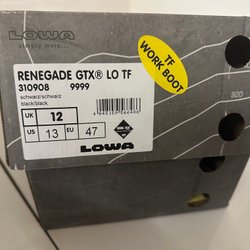 LOWA
simply more...
RENEGADE GTX® LO TF
310908 9999
schwarz/schwarz
black/black
UK 12
US 13 EU 47
LOWA
TF
WORK BOOT
920